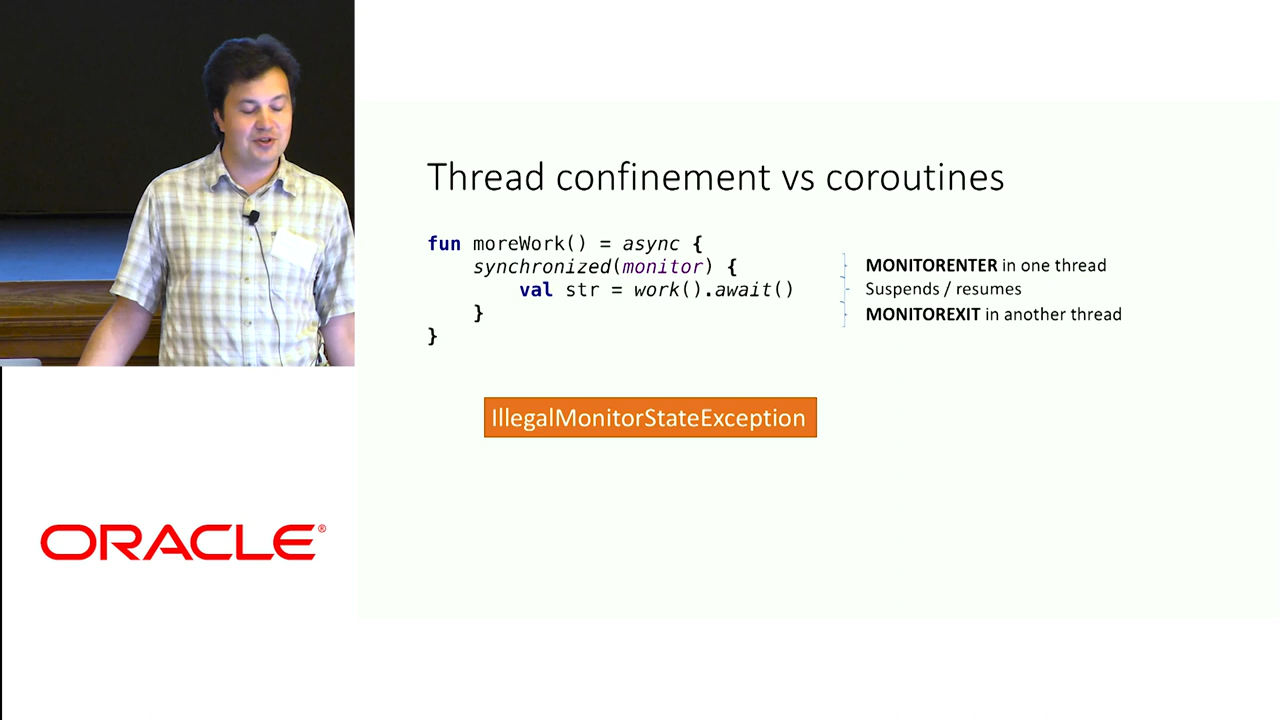 Thread confinement vs coroutines
fun moreWork() = async {
synchronized(monitor) {
val str = work().await()
}
}
MONITORENTER in one thread
Suspends / resumes
MONITOREXIT in another thread
IllegalMonitorStateException
ORACLE®